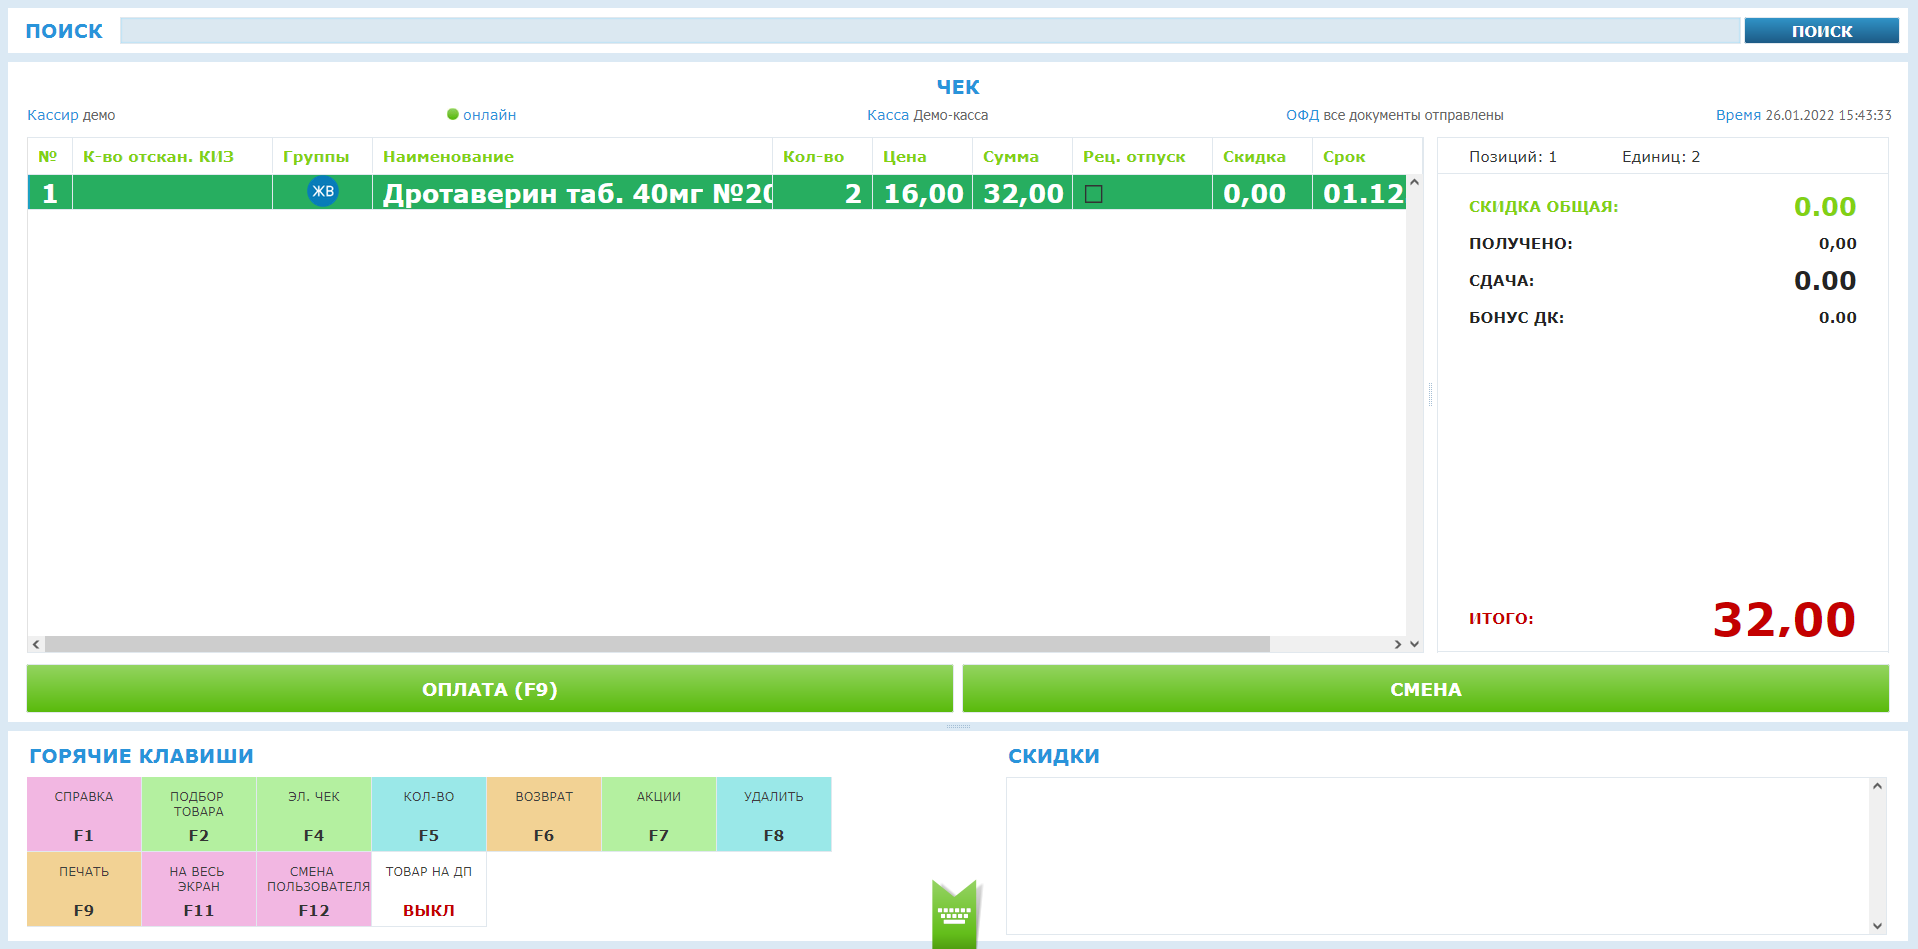 ПОИСК ПОИСК
ЧЕК
Кассир демо онлайн Касса Демо-касса ОФД все документы отправлены Время 26.01.2022 15:43:33
№ К-во отскан. КИЗ Группы Наименование Кол-во Цена Сумма Рец. отпуск Скидка Срок
1 ЖВ Дротаверин таб. 40мг №20 2 16,00 32,00 0,00 01.12
Позиций: 1 Единиц: 2
СКИДКА ОБЩАЯ: 0.00
ПОЛУЧЕНО: 0,00
СДАЧА: 0.00
БОНУС ДК: 0.00
ИТОГО: 32,00
ОПЛАТА (F9) СМЕНА
ГОРЯЧИЕ КЛАВИШИ
СПРАВКА
F1
ПОДБОР
ТОВАРА
F2
ЭЛ. ЧЕК
F4
КОЛ-ВО
F5
ВОЗВРАТ
F6
АКЦИИ
F7
УДАЛИТЬ
F8
ПЕЧАТЬ
F9
НА ВЕСЬ
ЭКРАН
F11
СМЕНА
ПОЛЬЗОВАТЕЛЯ
F12
ТОВАР НА ДП
ВЫКЛ
СКИДКИ